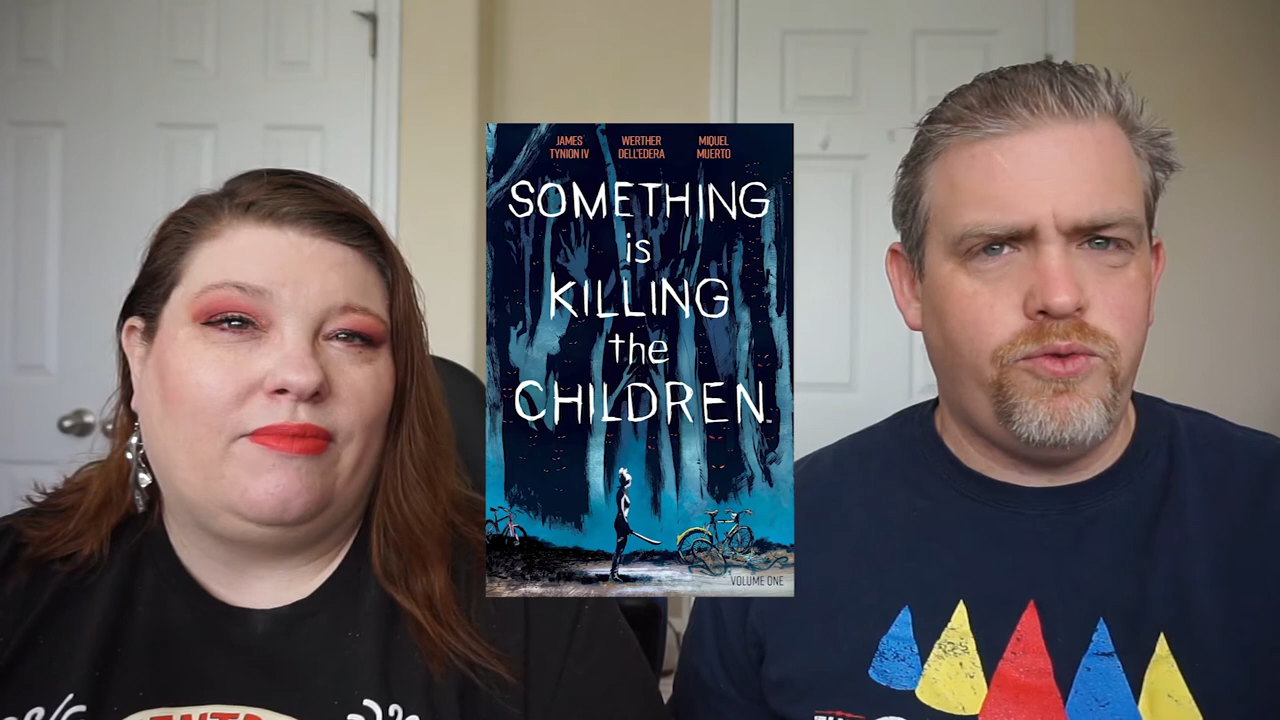 JAMES WERTHER MIQUEL
TYNION IV DELL'EDERA MUERTO
SOMETHING
is
KILLING
the
CHILDREN.
VOLUME ONE